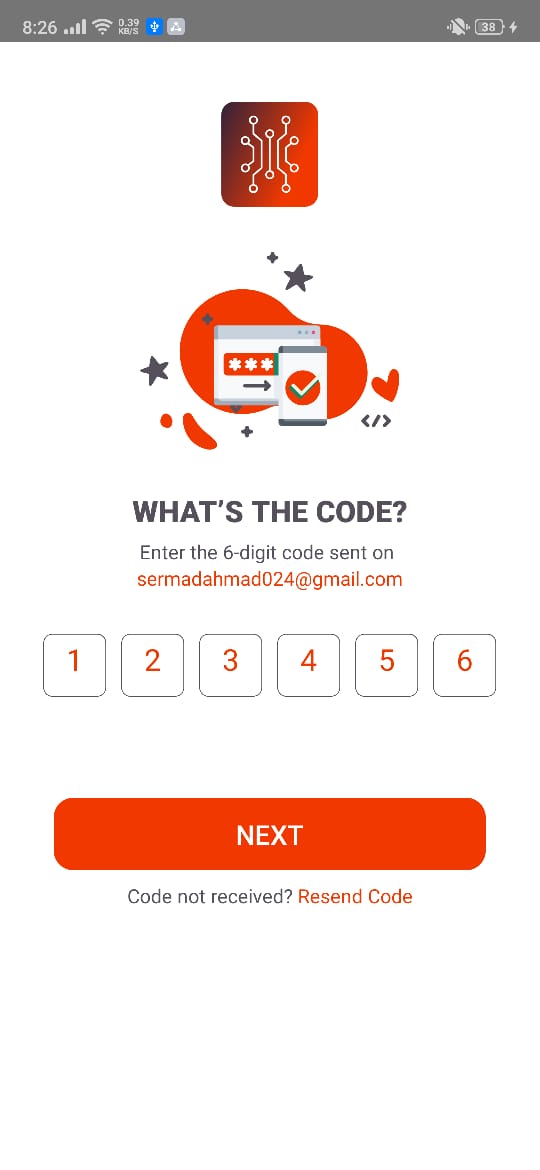 8:26 0.39 KB/S 38
***
</>
WHAT'S THE CODE?
Enter the 6-digit code sent on
sermadahmad024@gmail.com
1 2 3 4 5 6
NEXT
Code not received? Resend Code